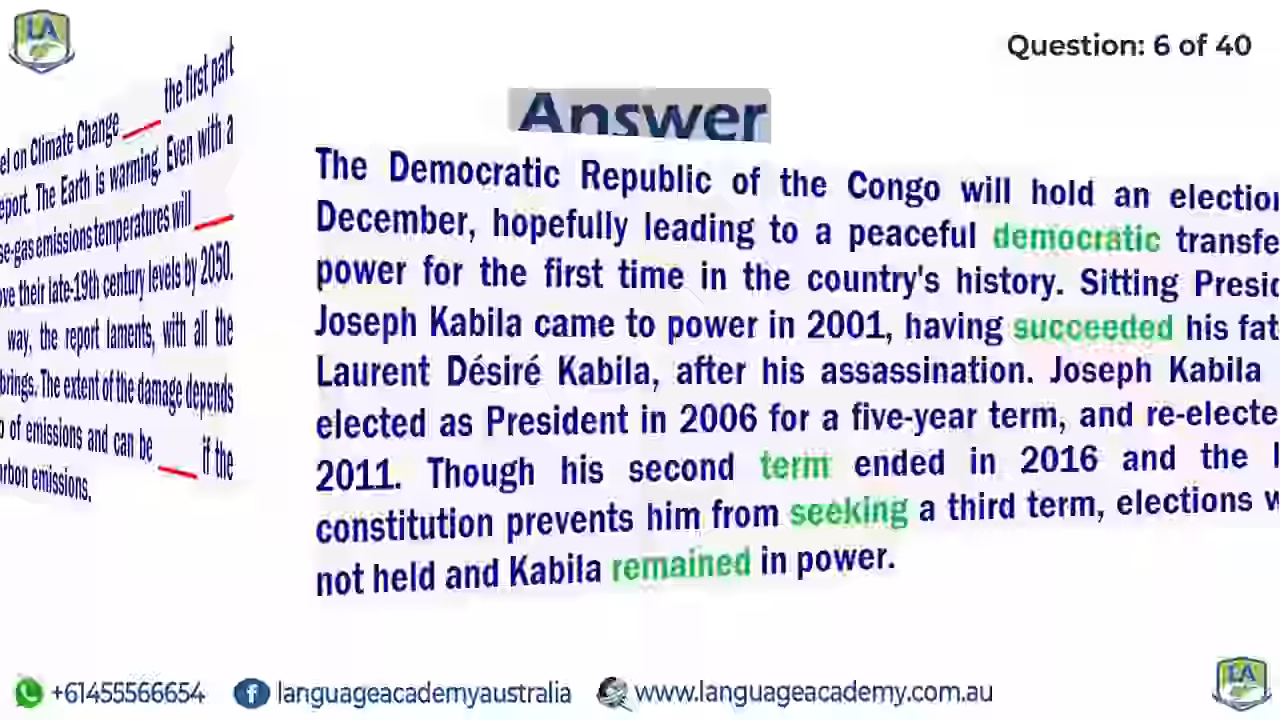 LA
Question: 6 of 40
Answer
el on Climate Change ____ the first part
eport. The Earth is warming. Even with a
se-gas emissions temperatures will ____
ove their late-19th century levels by 2050.
way, the report laments, with all the
brings. The extent of the damage depends
of emissions and can be ____ if the
rbon emissions.
The Democratic Republic of the Congo will hold an election
December, hopefully leading to a peaceful democratic transfe
power for the first time in the country's history. Sitting Presid
Joseph Kabila came to power in 2001, having succeeded his fat
Laurent Désiré Kabila, after his assassination. Joseph Kabila
elected as President in 2006 for a five-year term, and re-electe
2011. Though his second term ended in 2016 and the
constitution prevents him from seeking a third term, elections w
not held and Kabila remained in power.
+61455566654 languageacademyaustralia www.languageacademy.com.au
LA